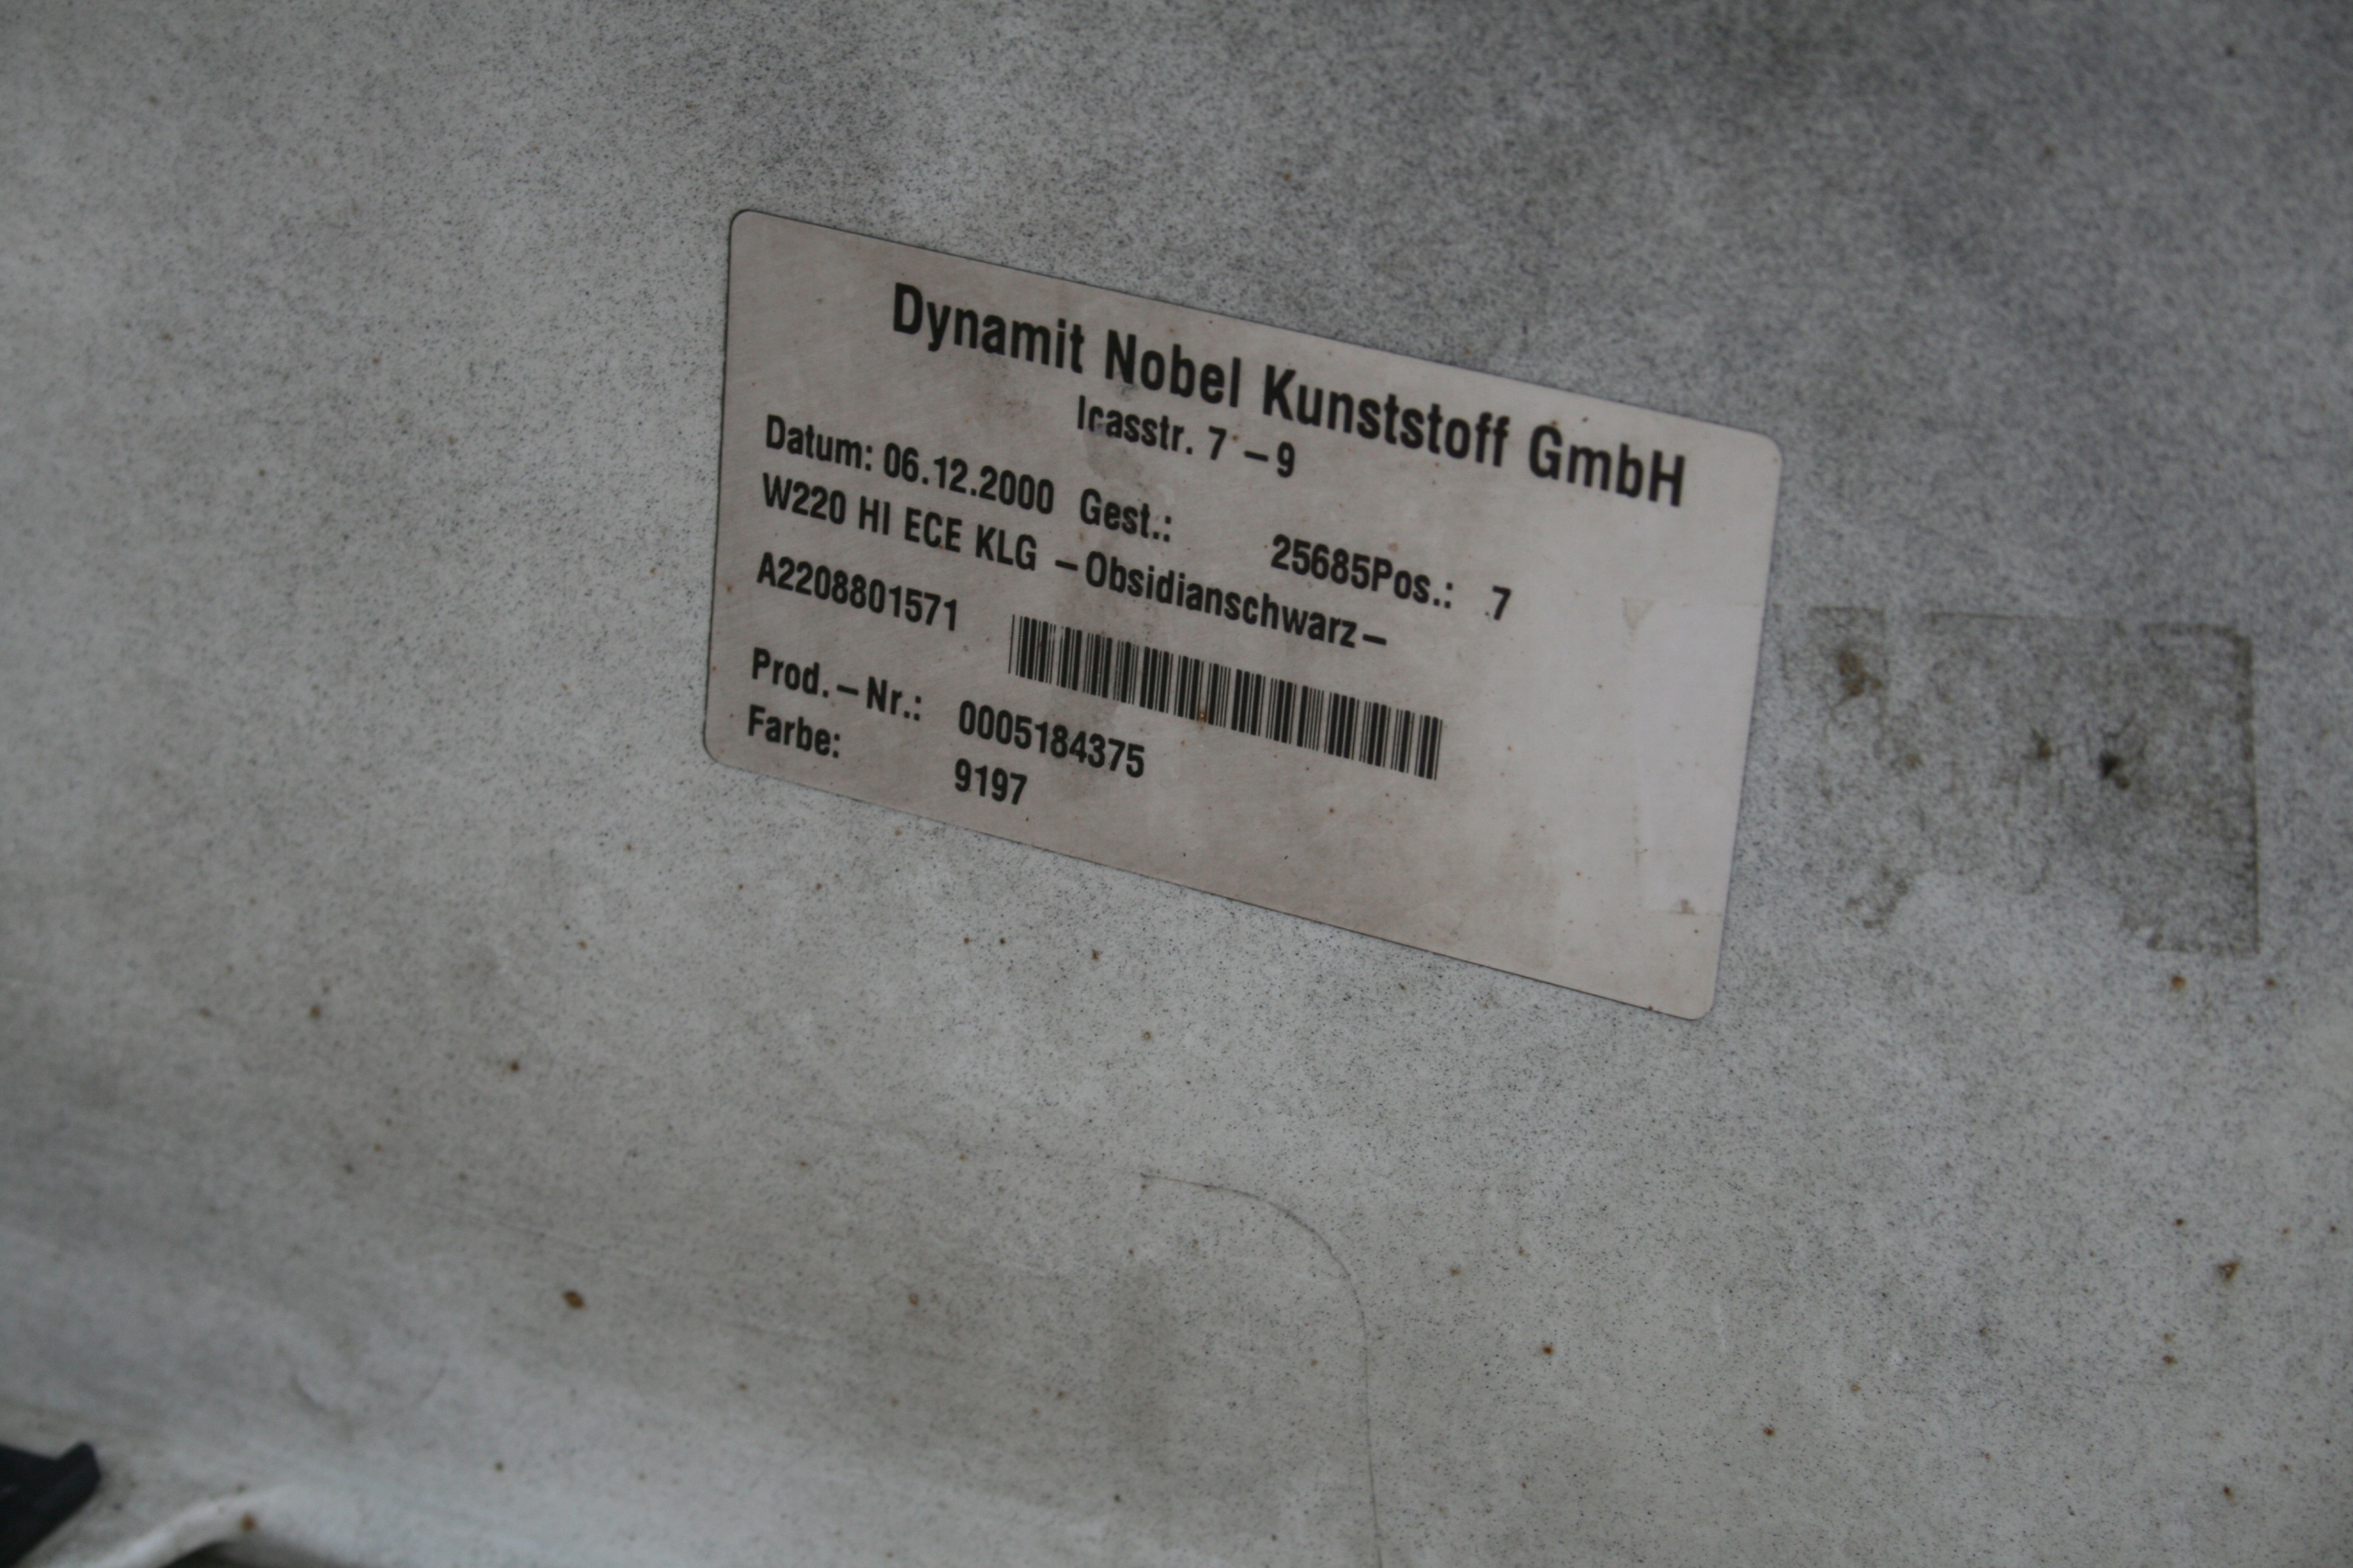 Dynamit Nobel Kunststoff GmbH
Icasstr. 7 – 9
Datum: 06.12.2000 Gest.: 25685Pos.: 7
W220 HI ECE KLG –Obsidianschwarz–
A2208801571
Prod.–Nr.: 0005184375
Farbe: 9197